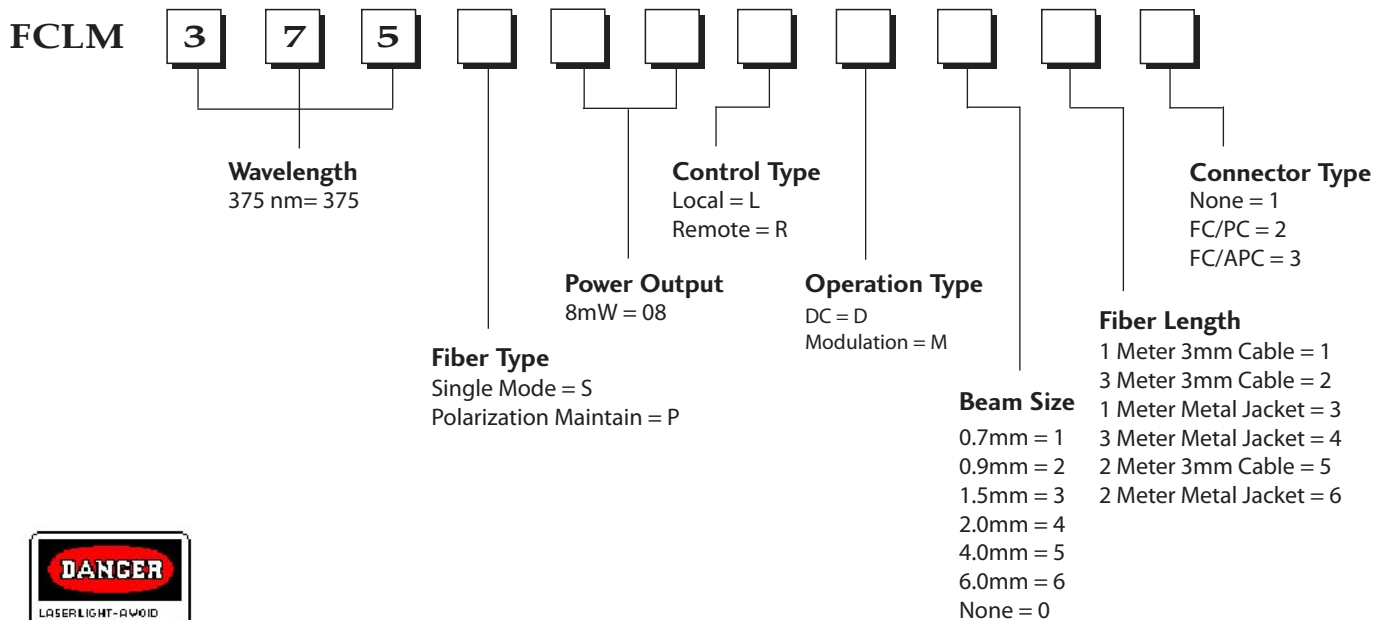 FCLM 3 7 5
Wavelength
375 nm= 375
Fiber Type
Single Mode = S
Polarization Maintain = P
Power Output
8mW = 08
Control Type
Local = L
Remote = R
Operation Type
DC = D
Modulation = M
Beam Size
0.7mm = 1
0.9mm = 2
1.5mm = 3
2.0mm = 4
4.0mm = 5
6.0mm = 6
None = 0
Fiber Length
1 Meter 3mm Cable = 1
3 Meter 3mm Cable = 2
1 Meter Metal Jacket = 3
3 Meter Metal Jacket = 4
2 Meter 3mm Cable = 5
2 Meter Metal Jacket = 6
Connector Type
None = 1
FC/PC = 2
FC/APC = 3
DANGER
LASERLIGHT-AVOID